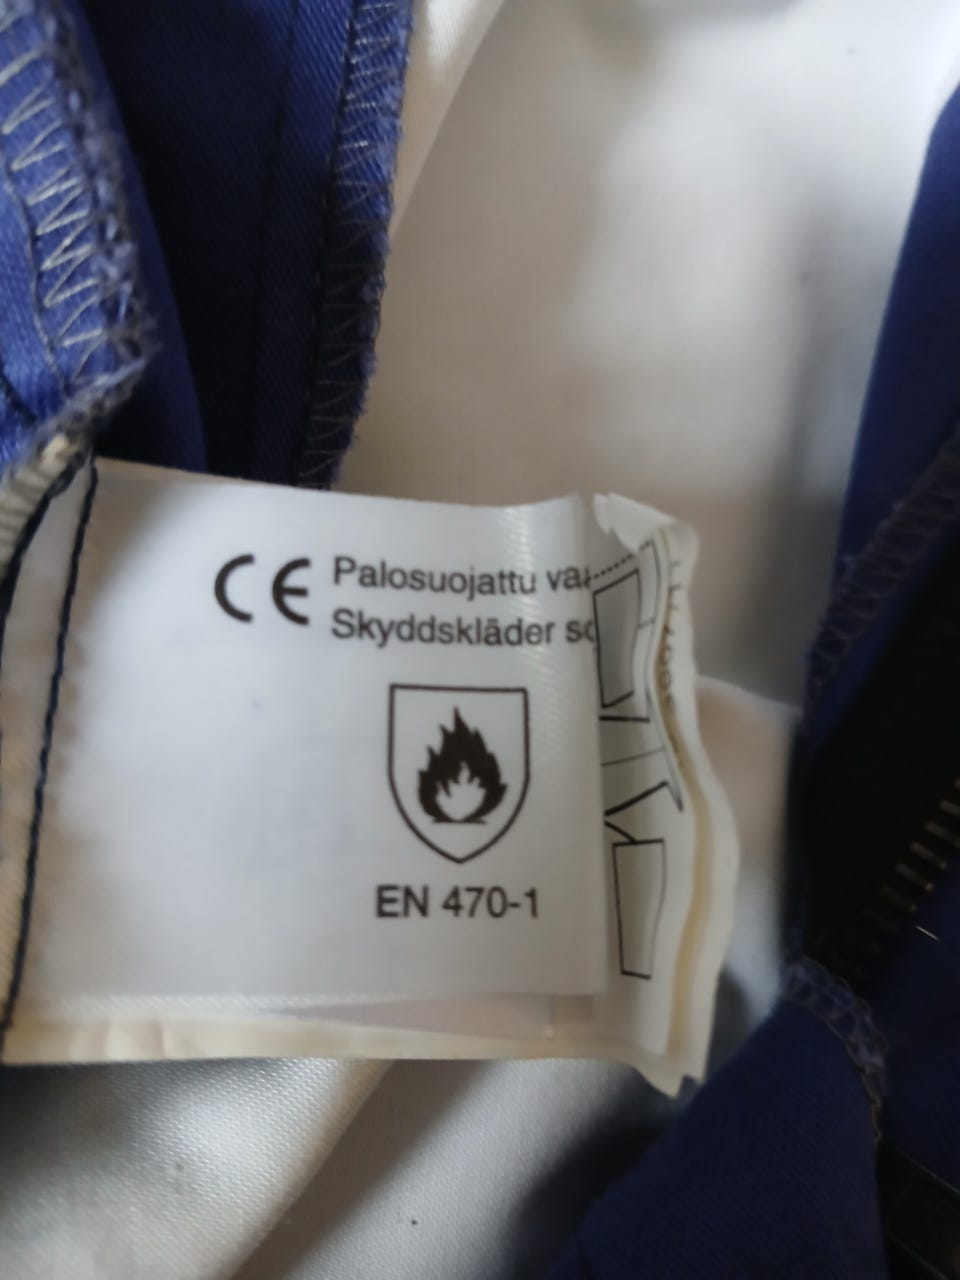 CE Palosuojattu
Skyddskläder
EN 470-1